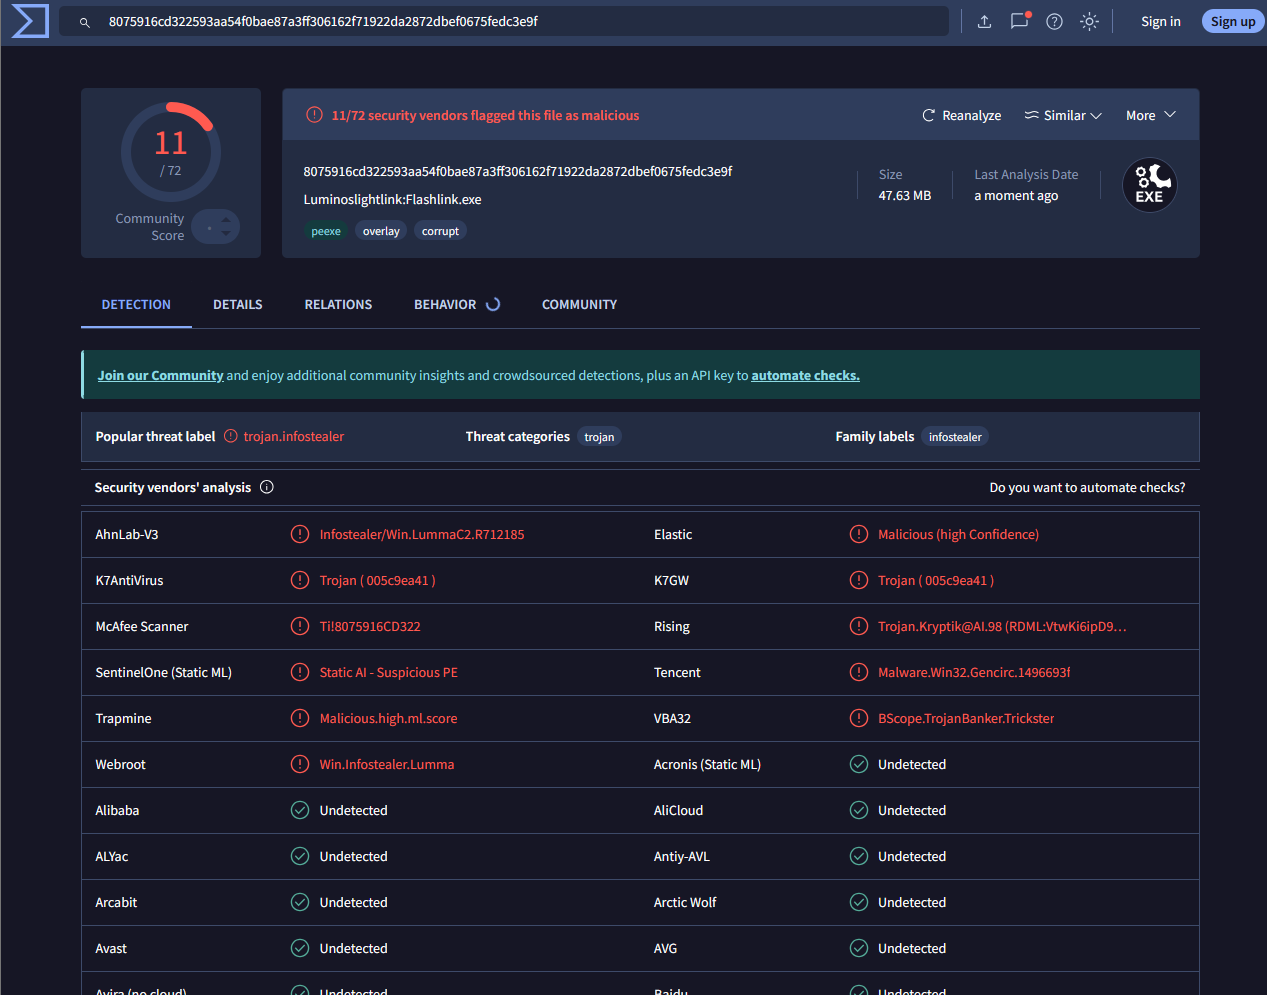 8075916cd322593aa54f0bae87a3ff306162f71922da2872dbef0675fedc3e9f
Sign in
Sign up
11
/ 72
Community
Score
11/72 security vendors flagged this file as malicious
Reanalyze
Similar
More
8075916cd322593aa54f0bae87a3ff306162f71922da2872dbef0675fedc3e9f
Luminoslightlink:Flashlink.exe
peexe
overlay
corrupt
Size
47.63 MB
Last Analysis Date
a moment ago
EXE
DETECTION
DETAILS
RELATIONS
BEHAVIOR
COMMUNITY
Join our Community and enjoy additional community insights and crowdsourced detections, plus an API key to automate checks.
Popular threat label
trojan.infostealer
Threat categories
trojan
Family labels
infostealer
Security vendors' analysis
Do you want to automate checks?
AhnLab-V3
Infostealer/Win.LummaC2.R712185
Elastic
Malicious (high Confidence)
K7AntiVirus
Trojan ( 005c9ea41 )
K7GW
Trojan ( 005c9ea41 )
McAfee Scanner
Ti!8075916CD322
Rising
Trojan.Kryptik@AI.98 (RDML:VtwKi6ipD9...
SentinelOne (Static ML)
Static AI - Suspicious PE
Tencent
Malware.Win32.Gencirc.1496693f
Trapmine
Malicious.high.ml.score
VBA32
BScope.TrojanBanker.Trickster
Webroot
Win.Infostealer.Lumma
Acronis (Static ML)
Undetected
Alibaba
Undetected
AliCloud
Undetected
ALYac
Undetected
Antiy-AVL
Undetected
Arcabit
Undetected
Arctic Wolf
Undetected
Avast
Undetected
AVG
Undetected
Avira (no cloud)
Undetected
Baidu
Undetected